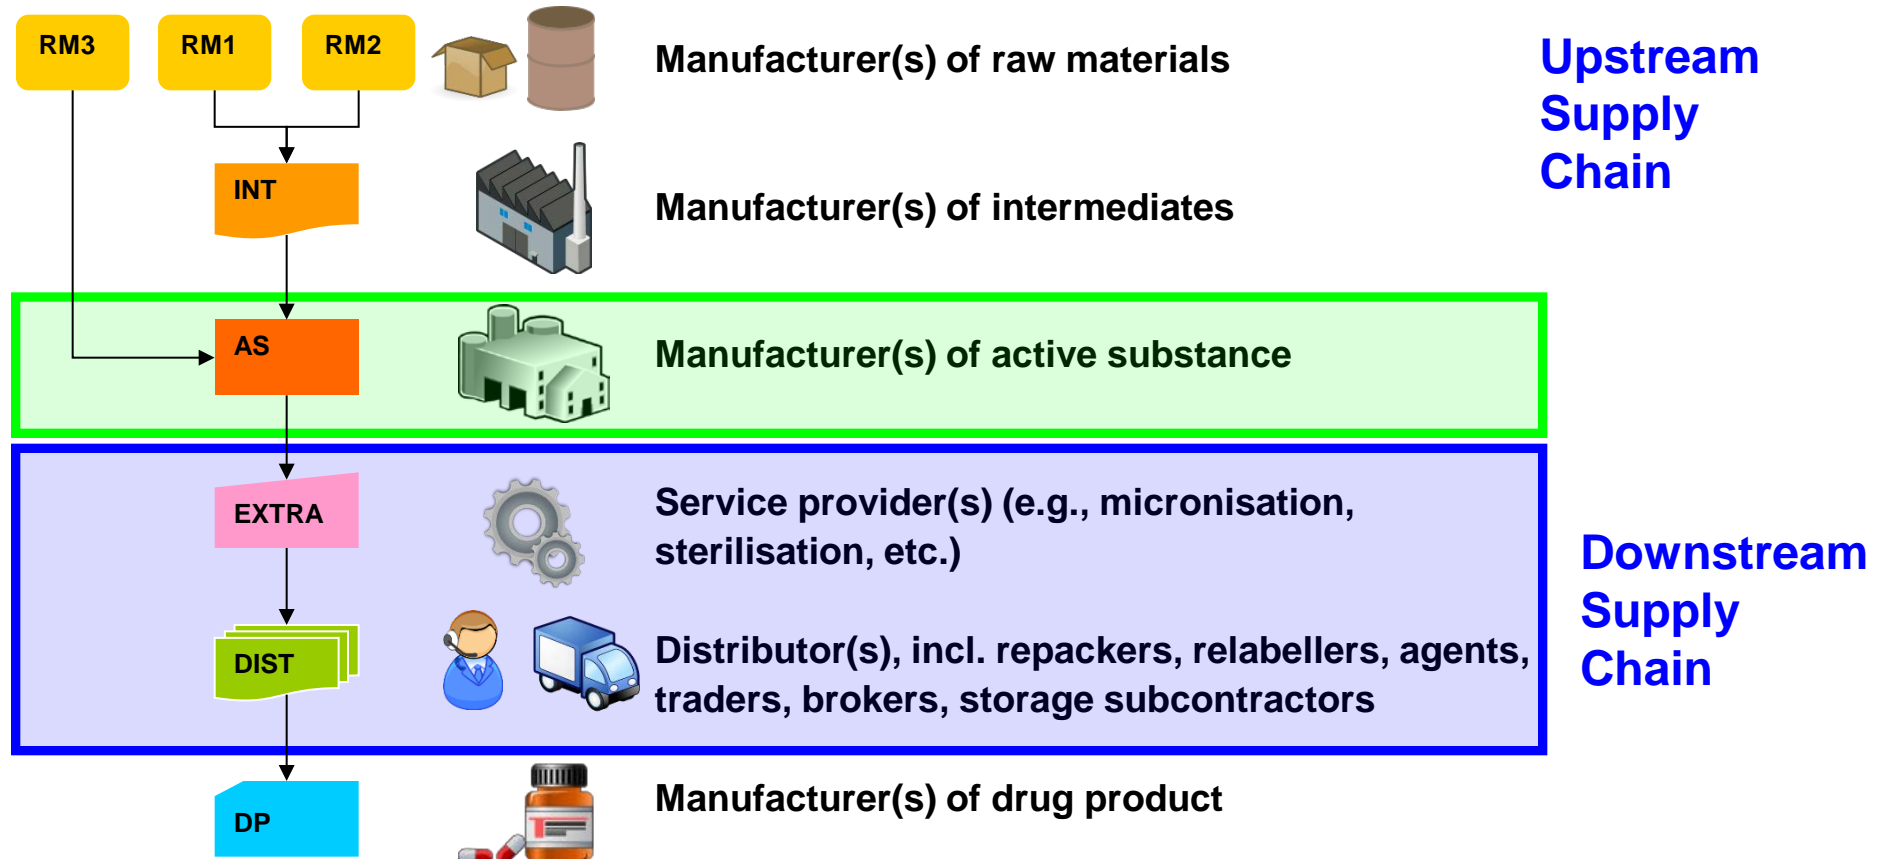 RM3 RM1 RM2
Manufacturer(s) of raw materials
Upstream
Supply
Chain
INT
Manufacturer(s) of intermediates
AS
Manufacturer(s) of active substance
EXTRA
Service provider(s) (e.g., micronisation,
sterilisation, etc.)
Downstream
Supply
Chain
DIST
Distributor(s), incl. repackers, relabellers, agents,
traders, brokers, storage subcontractors
DP
Manufacturer(s) of drug product